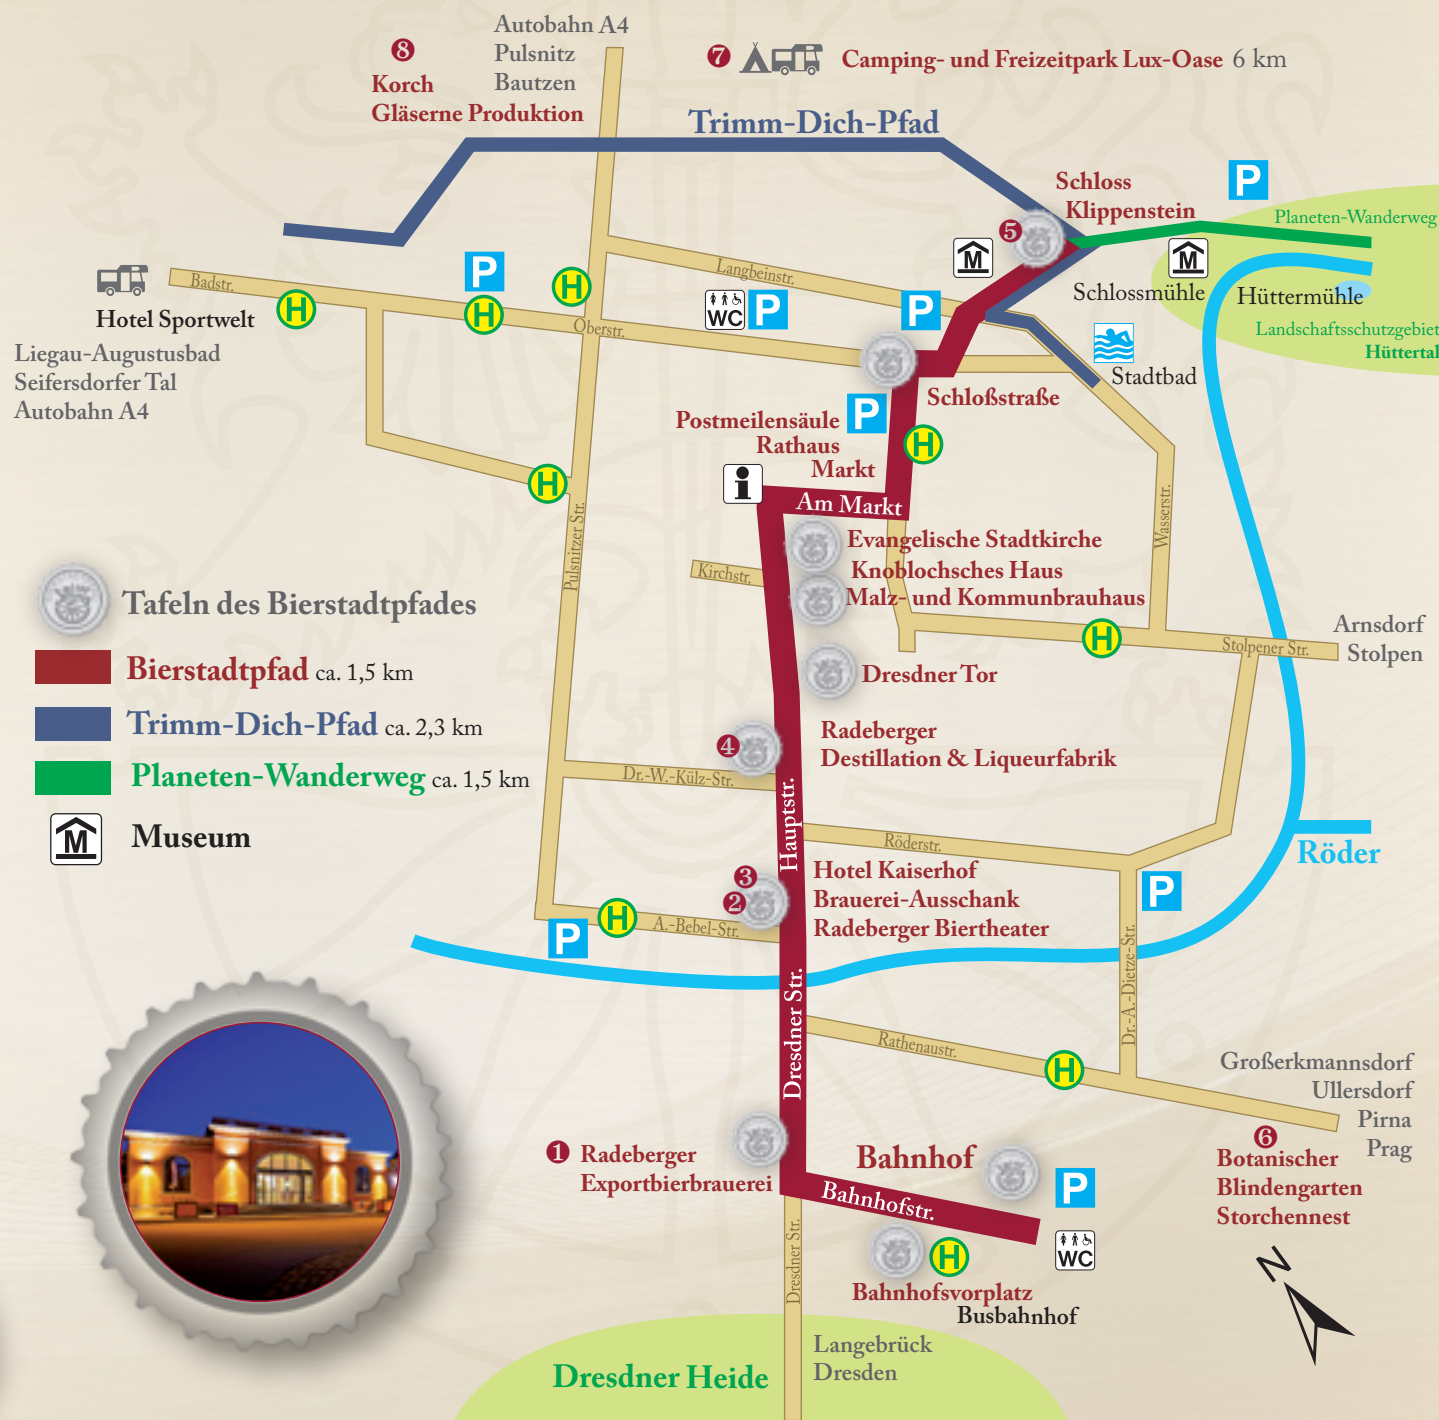 Autobahn A4
Pulsnitz
Bautzen
8
Korch
Gläserne Produktion
7
Camping- und Freizeitpark Lux-Oase 6 km
Trimm-Dich-Pfad
Schloss
Klippenstein
5
P
Planeten-Wanderweg
M
M
Schlossmühle
Hüttermühle
Landschaftsschutzgebiet
Hüttertal
Badstr.
Langbeinstr.
Oberstr.
P
H
H
H
WC
P
P
Hotel Sportwelt
Liegau-Augustusbad
Seifersdorfer Tal
Autobahn A4
Stadtbad
Schloßstraße
Postmeilensäule
Rathaus
Markt
P
H
H
i
Am Markt
Pulsnitzer Str.
Wasserstr.
Evangelische Stadtkirche
Knoblochsches Haus
Malz- und Kommunbrauhaus
Kirchstr.
H
Stolpener Str.
Arnsdorf
Stolpen
Dresdner Tor
Tafeln des Bierstadtpfades
Bierstadtpfad ca. 1,5 km
Trimm-Dich-Pfad ca. 2,3 km
Planeten-Wanderweg ca. 1,5 km
M
Museum
4
Radeberger
Destillation & Liqueurfabrik
Dr.-W.-Külz-Str.
Hauptstr.
Röderstr.
Röder
3
2
Hotel Kaiserhof
Brauerei-Ausschank
Radeberger Biertheater
P
H
A.-Bebel-Str.
P
Dr.-A.-Dietze-Str.
Dresdner Str.
Rathenaustr.
H
Großerkmannsdorf
Ullersdorf
Pirna
Prag
6
Botanischer
Blindengarten
Storchennest
1
Radeberger
Exportbierbrauerei
Bahnhof
P
Bahnhofstr.
H
WC
Bahnhofsvorplatz
Busbahnhof
Dresdner Str.
N
Langebrück
Dresden
Dresdner Heide